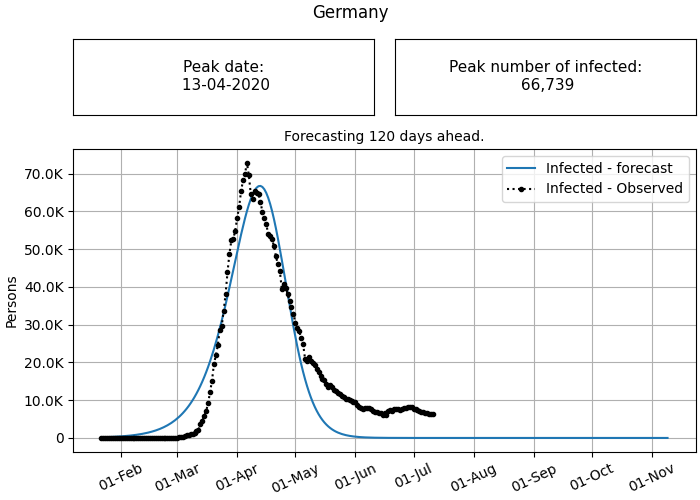 Germany
Peak date:
13-04-2020
Peak number of infected:
66,739
Forecasting 120 days ahead.
Infected - forecast
Infected - Observed
Persons
70.0K
60.0K
50.0K
40.0K
30.0K
20.0K
10.0K
0
01-Feb
01-Mar
01-Apr
01-May
01-Jun
01-Jul
01-Aug
01-Sep
01-Oct
01-Nov